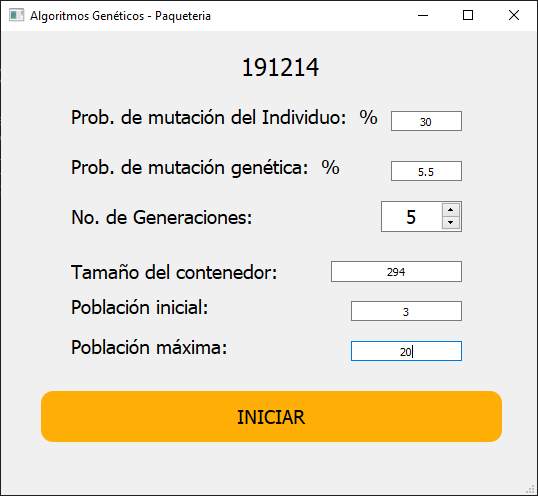 Algoritmos Genéticos - Paqueteria
191214
Prob. de mutación del Individuo: % 30
Prob. de mutación genética: % 5.5
No. de Generaciones: 5
Tamaño del contenedor: 294
Población inicial: 3
Población máxima: 20
INICIAR